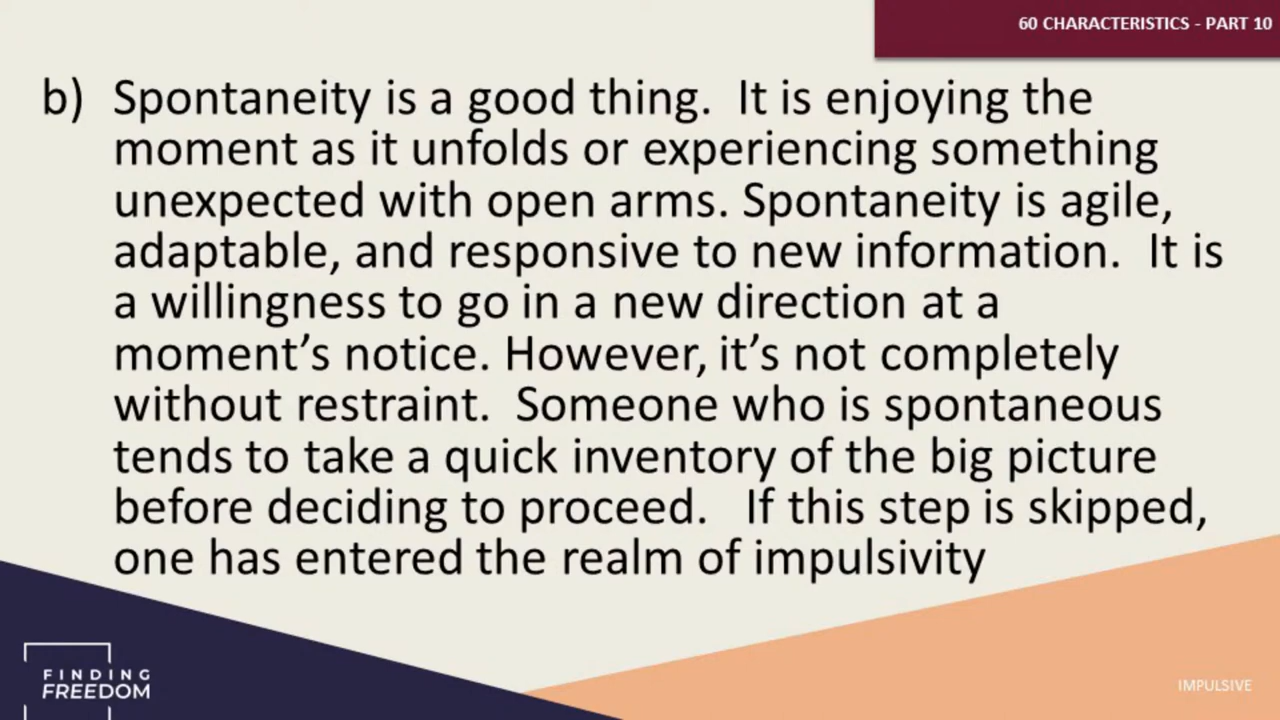 60 CHARACTERISTICS - PART 10
b) Spontaneity is a good thing.  It is enjoying the
moment as it unfolds or experiencing something
unexpected with open arms. Spontaneity is agile,
adaptable, and responsive to new information.  It is
a willingness to go in a new direction at a
moment’s notice. However, it’s not completely
without restraint.  Someone who is spontaneous
tends to take a quick inventory of the big picture
before deciding to proceed.   If this step is skipped,
one has entered the realm of impulsivity
FINDING
FREEDOM
IMPULSIVE